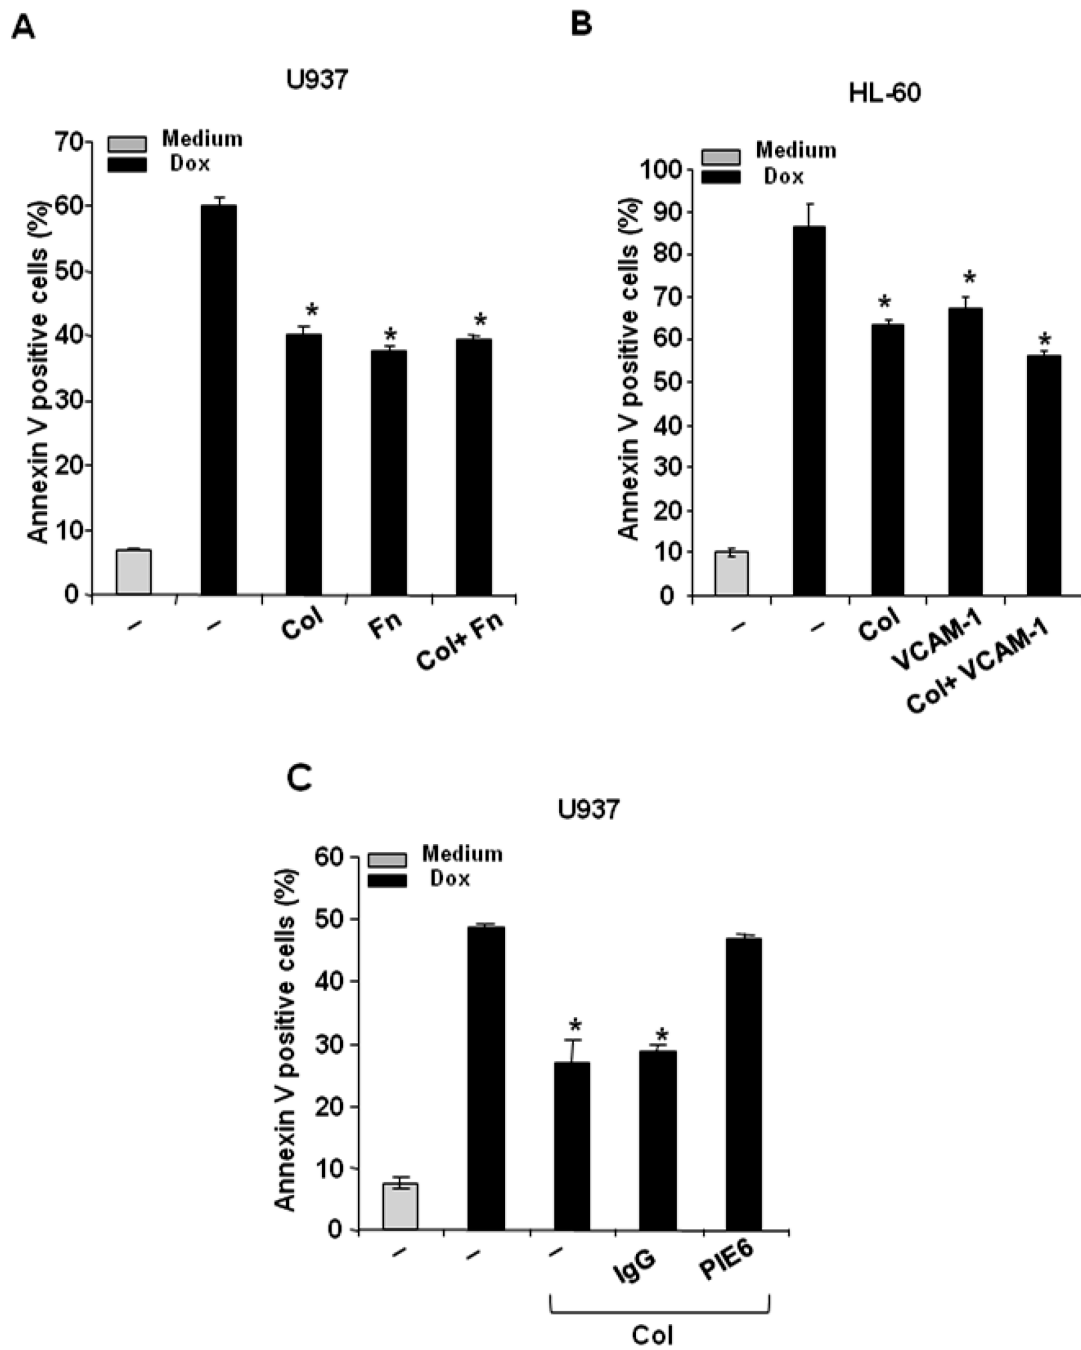 A
U937
Medium
Dox
Annexin V positive cells (%)
70
60
50
40
30
20
10
0
*
*
*
–
–
Col
Fn
Col+ Fn
B
HL-60
Medium
Dox
Annexin V positive cells (%)
100
90
80
70
60
50
40
30
20
10
0
*
*
*
–
–
Col
VCAM-1
Col+ VCAM-1
C
U937
Medium
Dox
Annexin V positive cells (%)
60
50
40
30
20
10
0
*
*
–
–
–
IgG
PIE6
Col